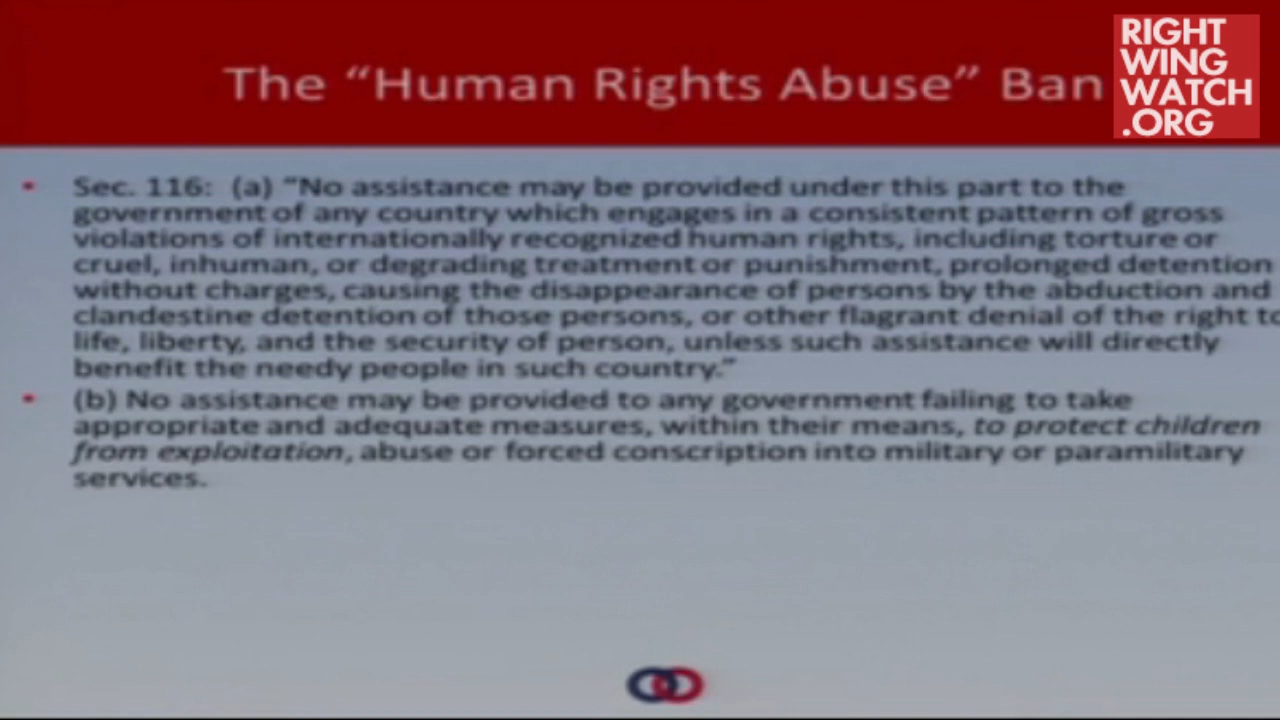 The “Human Rights Abuse” Ban
RIGHT
WING
WATCH
.ORG
• Sec. 116: (a) “No assistance may be provided under this part to the
government of any country which engages in a consistent pattern of gross
violations of internationally recognized human rights, including torture or
cruel, inhuman, or degrading treatment or punishment, prolonged detention
without charges, causing the disappearance of persons by the abduction and
clandestine detention of those persons, or other flagrant denial of the right to
life, liberty, and the security of person, unless such assistance will directly
benefit the needy people in such country.”
• (b) No assistance may be provided to any government failing to take
appropriate and adequate measures, within their means, to protect children
from exploitation, abuse or forced conscription into military or paramilitary
services.